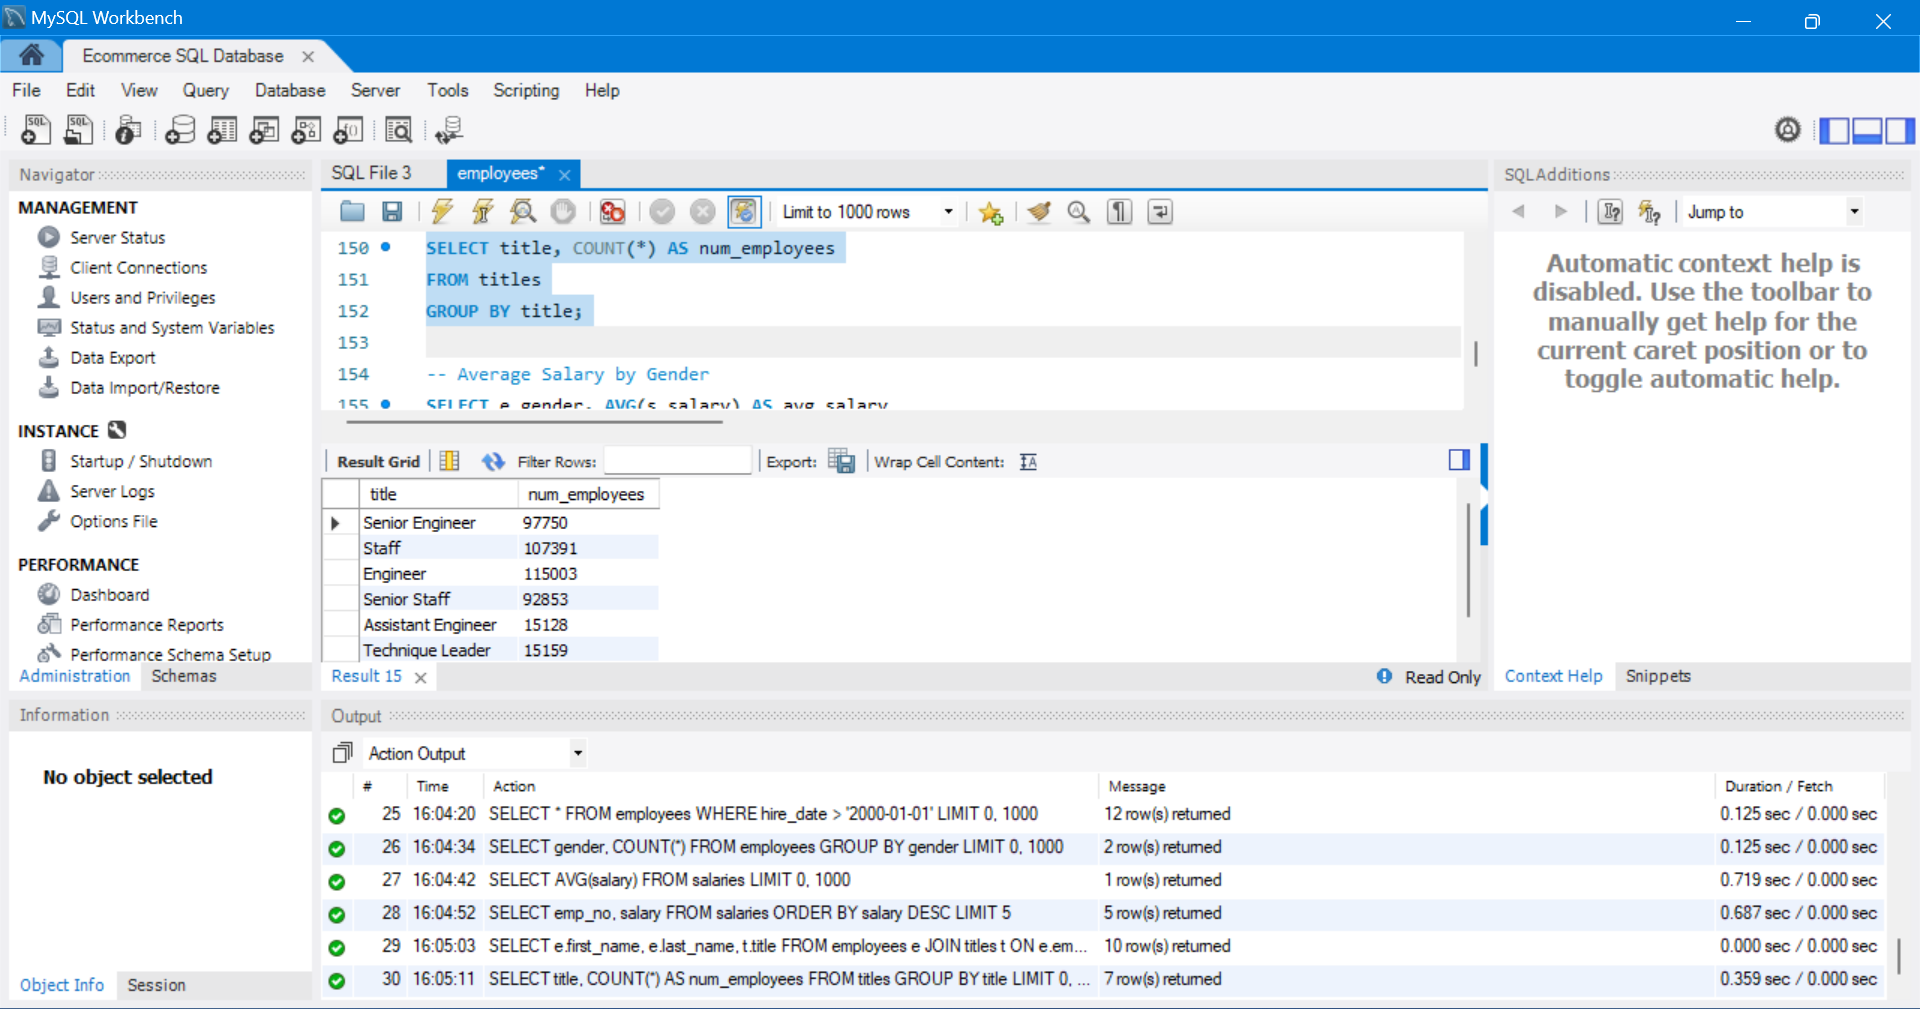 MySQL Workbench
Ecommerce SQL Database
File Edit View Query Database Server Tools Scripting Help
Navigator
MANAGEMENT
Server Status
Client Connections
Users and Privileges
Status and System Variables
Data Export
Data Import/Restore
INSTANCE
Startup / Shutdown
Server Logs
Options File
PERFORMANCE
Dashboard
Performance Reports
Performance Schema Setup
Administration Schemas
Information
No object selected
Object Info Session
SQL File 3 employees*
Limit to 1000 rows
150 SELECT title, COUNT(*) AS num_employees
151 FROM titles
152 GROUP BY title;
153
154 -- Average Salary by Gender
155 SELECT e.gender, AVG(s.salary) AS avg_salary
Result Grid Filter Rows: Export: Wrap Cell Content:
title num_employees
Senior Engineer 97750
Staff 107391
Engineer 115003
Senior Staff 92853
Assistant Engineer 15128
Technique Leader 15159
Result 15 Read Only
SQLAdditions
Jump to
Automatic context help is
disabled. Use the toolbar to
manually get help for the
current caret position or to
toggle automatic help.
Context Help Snippets
Output
Action Output
# Time Action Message Duration / Fetch
25 16:04:20 SELECT * FROM employees WHERE hire_date > '2000-01-01' LIMIT 0, 1000 12 row(s) returned 0.125 sec / 0.000 sec
26 16:04:34 SELECT gender, COUNT(*) FROM employees GROUP BY gender LIMIT 0, 1000 2 row(s) returned 0.125 sec / 0.000 sec
27 16:04:42 SELECT AVG(salary) FROM salaries LIMIT 0, 1000 1 row(s) returned 0.719 sec / 0.000 sec
28 16:04:52 SELECT emp_no, salary FROM salaries ORDER BY salary DESC LIMIT 5 5 row(s) returned 0.687 sec / 0.000 sec
29 16:05:03 SELECT e.first_name, e.last_name, t.title FROM employees e JOIN titles t ON e.em... 10 row(s) returned 0.000 sec / 0.000 sec
30 16:05:11 SELECT title, COUNT(*) AS num_employees FROM titles GROUP BY title LIMIT 0, ... 7 row(s) returned 0.359 sec / 0.000 sec